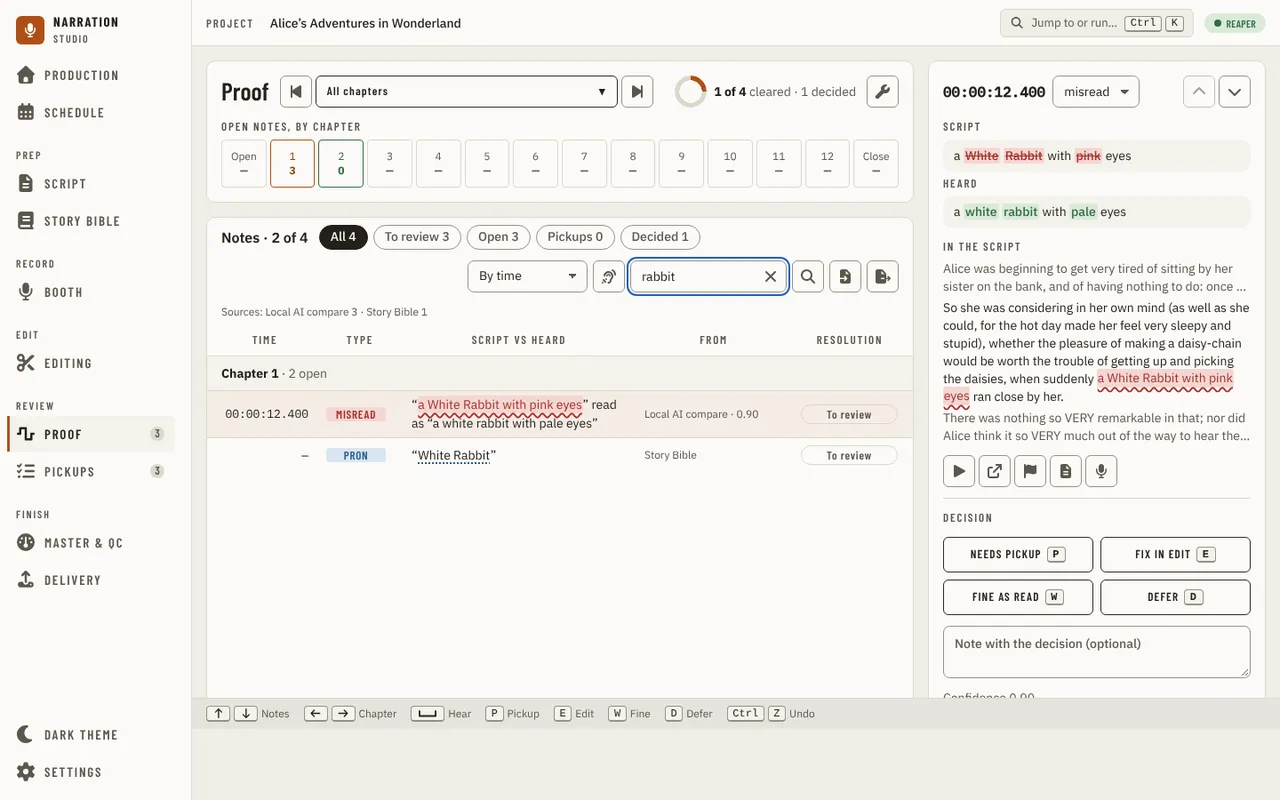 NARRATION
STUDIO
PRODUCTION
SCHEDULE
PREP
SCRIPT
STORY BIBLE
RECORD
BOOTH
EDIT
EDITING
REVIEW
PROOF 3
PICKUPS 3
FINISH
MASTER & QC
DELIVERY
DARK THEME
SETTINGS
PROJECT Alice’s Adventures in Wonderland
Jump to or run... Ctrl K
REAPER
Proof All chapters 1 of 4 cleared · 1 decided
OPEN NOTES, BY CHAPTER
Open 1 2 3 4 5 6 7 8 9 10 11 12 Close
– 3 0 – – – – – – – – – – –
Notes · 2 of 4 All 4 To review 3 Open 3 Pickups 0 Decided 1
By time rabbit
Sources: Local AI compare 3 · Story Bible 1
TIME TYPE SCRIPT VS HEARD FROM RESOLUTION
Chapter 1 · 2 open
00:00:12.400 MISREAD “a White Rabbit with pink eyes” read
as “a white rabbit with pale eyes” Local AI compare · 0.90 To review
– PRON “White Rabbit” Story Bible To review
00:00:12.400 misread
SCRIPT
a White Rabbit with pink eyes
HEARD
a white rabbit with pale eyes
IN THE SCRIPT
Alice was beginning to get very tired of sitting by her
sister on the bank, and of having nothing to do: once ...
So she was considering in her own mind (as well as she
could, for the hot day made her feel very sleepy and
stupid), whether the pleasure of making a daisy-chain
would be worth the trouble of getting up and picking
the daisies, when suddenly a White Rabbit with pink
eyes ran close by her.
There was nothing so VERY remarkable in that; nor did
Alice think it so VERY much out of the way to hear the...
DECISION
NEEDS PICKUP P FIX IN EDIT E
FINE AS READ W DEFER D
Note with the decision (optional)
Confidence 0.90
↑ ↓ Notes ← → Chapter Hear P Pickup E Edit W Fine D Defer Ctrl Z Undo